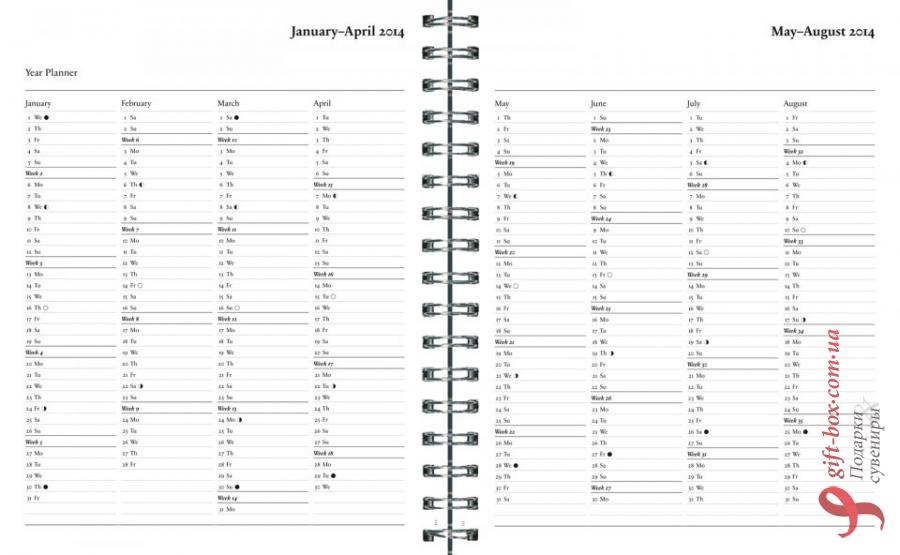 January–April 2014
Year Planner
January
1 We
2 Th
3 Fr
4 Sa
5 Su
Week 2
6 Mo
7 Tu
8 We
9 Th
10 Fr
11 Sa
12 Su
Week 3
13 Mo
14 Tu
15 We
16 Th
17 Fr
18 Sa
19 Su
Week 4
20 Mo
21 Tu
22 We
23 Th
24 Fr
25 Sa
26 Su
Week 5
27 Mo
28 Tu
29 We
30 Th
31 Fr
February
1 Sa
2 Su
Week 6
3 Mo
4 Tu
5 We
6 Th
7 Fr
8 Sa
9 Su
Week 7
10 Mo
11 Tu
12 We
13 Th
14 Fr
15 Sa
16 Su
Week 8
17 Mo
18 Tu
19 We
20 Th
21 Fr
22 Sa
23 Su
Week 9
24 Mo
25 Tu
26 We
27 Th
28 Fr
March
1 Sa
2 Su
Week 10
3 Mo
4 Tu
5 We
6 Th
7 Fr
8 Sa
9 Su
Week 11
10 Mo
11 Tu
12 We
13 Th
14 Fr
15 Sa
16 Su
Week 12
17 Mo
18 Tu
19 We
20 Th
21 Fr
22 Sa
23 Su
Week 13
24 Mo
25 Tu
26 We
27 Th
28 Fr
29 Sa
30 Su
Week 14
31 Mo
April
1 Tu
2 We
3 Th
4 Fr
5 Sa
6 Su
Week 15
7 Mo
8 Tu
9 We
10 Th
11 Fr
12 Sa
13 Su
Week 16
14 Mo
15 Tu
16 We
17 Th
18 Fr
19 Sa
20 Su
Week 17
21 Mo
22 Tu
23 We
24 Th
25 Fr
26 Sa
27 Su
Week 18
28 Mo
29 Tu
30 We
May–August 2014
May
1 Th
2 Fr
3 Sa
4 Su
Week 19
5 Mo
6 Tu
7 We
8 Th
9 Fr
10 Sa
11 Su
Week 20
12 Mo
13 Tu
14 We
15 Th
16 Fr
17 Sa
18 Su
Week 21
19 Mo
20 Tu
21 We
22 Th
23 Fr
24 Sa
25 Su
Week 22
26 Mo
27 Tu
28 We
29 Th
30 Fr
31 Sa
June
1 Su
Week 23
2 Mo
3 Tu
4 We
5 Th
6 Fr
7 Sa
8 Su
Week 24
9 Mo
10 Tu
11 We
12 Th
13 Fr
14 Sa
15 Su
Week 25
16 Mo
17 Tu
18 We
19 Th
20 Fr
21 Sa
22 Su
Week 26
23 Mo
24 Tu
25 We
26 Th
27 Fr
28 Sa
29 Su
Week 27
30 Mo
July
1 Tu
2 We
3 Th
4 Fr
5 Sa
6 Su
Week 28
7 Mo
8 Tu
9 We
10 Th
11 Fr
12 Sa
13 Su
Week 29
14 Mo
15 Tu
16 We
17 Th
18 Fr
19 Sa
20 Su
Week 30
21 Mo
22 Tu
23 We
24 Th
25 Fr
26 Sa
27 Su
Week 31
28 Mo
29 Tu
30 We
31 Th
August
1 Fr
2 Sa
3 Su
Week 32
4 Mo
5 Tu
6 We
7 Th
8 Fr
9 Sa
10 Su
Week 33
11 Mo
12 Tu
13 We
14 Th
15 Fr
16 Sa
17 Su
Week 34
18 Mo
19 Tu
20 We
21 Th
22 Fr
23 Sa
24 Su
Week 35
25 Mo
26 Tu
27 We
28 Th
29 Fr
30 Sa
31 Su
gift-box.com.ua
Подарки &
сувениры